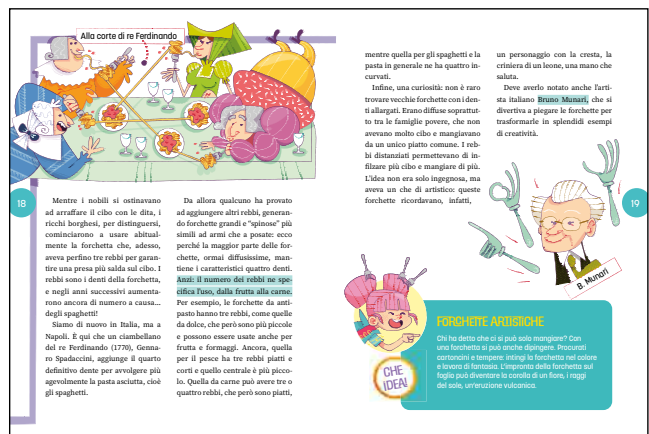 Alla corte di re Ferdinando
18
Mentre i nobili si ostinavano
ad arraffare il cibo con le dita, i
ricchi borghesi, per distinguersi,
cominciarono a usare abitual-
mente la forchetta che, adesso,
aveva perfino tre rebbi per garan-
tire una presa più salda sul cibo. I
rebbi sono i denti della forchetta,
e negli anni successivi aumenta-
rono ancora di numero a causa...
degli spaghetti!
Siamo di nuovo in Italia, ma a
Napoli. È qui che un ciambellano
del re Ferdinando (1770), Genna-
ro Spadaccini, aggiunge il quarto
definitivo dente per avvolgere più
agevolmente la pasta asciutta, cioè
gli spaghetti.
Da allora qualcuno ha provato
ad aggiungere altri rebbi, generan-
do forchette grandi e “spinose” più
simili ad armi che a posate: ecco
perché la maggior parte delle for-
chette, ormai diffusissime, man-
tiene i caratteristici quattro denti.
Anzi: il numero dei rebbi ne spe-
cifica l'uso, dalla frutta alla carne.
Per esempio, le forchette da anti-
pasto hanno tre rebbi, come quelle
da dolce, che però sono più piccole
e possono essere usate anche per
frutta e formaggi. Ancora, quella
per il pesce ha tre rebbi piatti e
corti e quello centrale è più picco-
lo. Quella da carne può avere tre o
quattro rebbi, che però sono piatti,
mentre quella per gli spaghetti e la
pasta in generale ne ha quattro in-
curvati.
Infine, una curiosità: non è raro
trovare vecchie forchette con i den-
ti allargati. Erano diffuse soprattut-
to tra le famiglie povere, che non
avevano molto cibo e mangiavano
da un unico piatto comune. I reb-
bi distanziati permettevano di in-
filzare più cibo e mangiare di più.
L'idea non era solo ingegnosa, ma
aveva un che di artistico: queste
forchette ricordavano, infatti,
un personaggio con la cresta, la
criniera di un leone, una mano che
saluta.
Deve averlo notato anche l'arti-
sta italiano Bruno Munari, che si
divertiva a piegare le forchette per
trasformarle in splendidi esempi
di creatività.
19
B. Munari
CHE
IDEA!
FORCHETTE ARTISTICHE
Chi ha detto che ci si può solo mangiare? Con
una forchetta si può anche dipingere. Procurati
cartoncini e tempere: intingi la forchetta nel colore
e lavora di fantasia. L'impronta della forchetta sul
foglio può diventare la corolla di un fiore, i raggi
del sole, un'eruzione vulcanica.